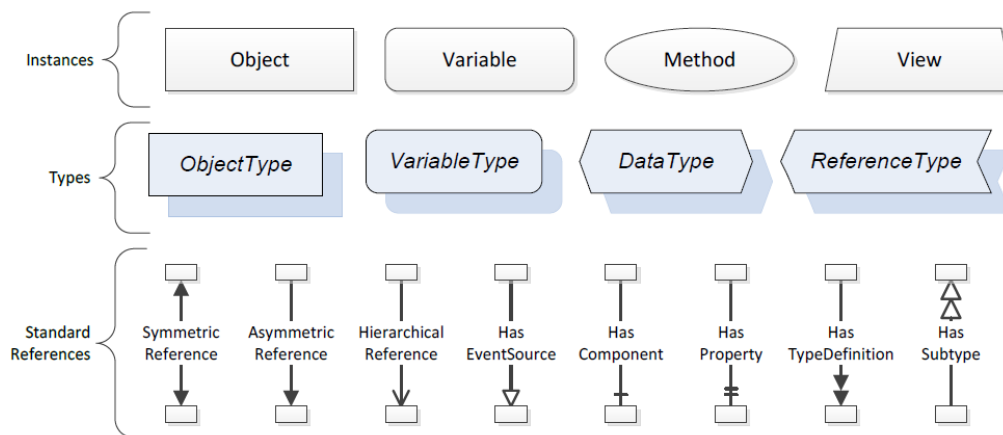 Instances
Object
Variable
Method
View
Types
ObjectType
VariableType
DataType
ReferenceType
Standard
References
Symmetric
Reference
Asymmetric
Reference
Hierarchical
Reference
Has
EventSource
Has
Component
Has
Property
Has
TypeDefinition
Has
Subtype